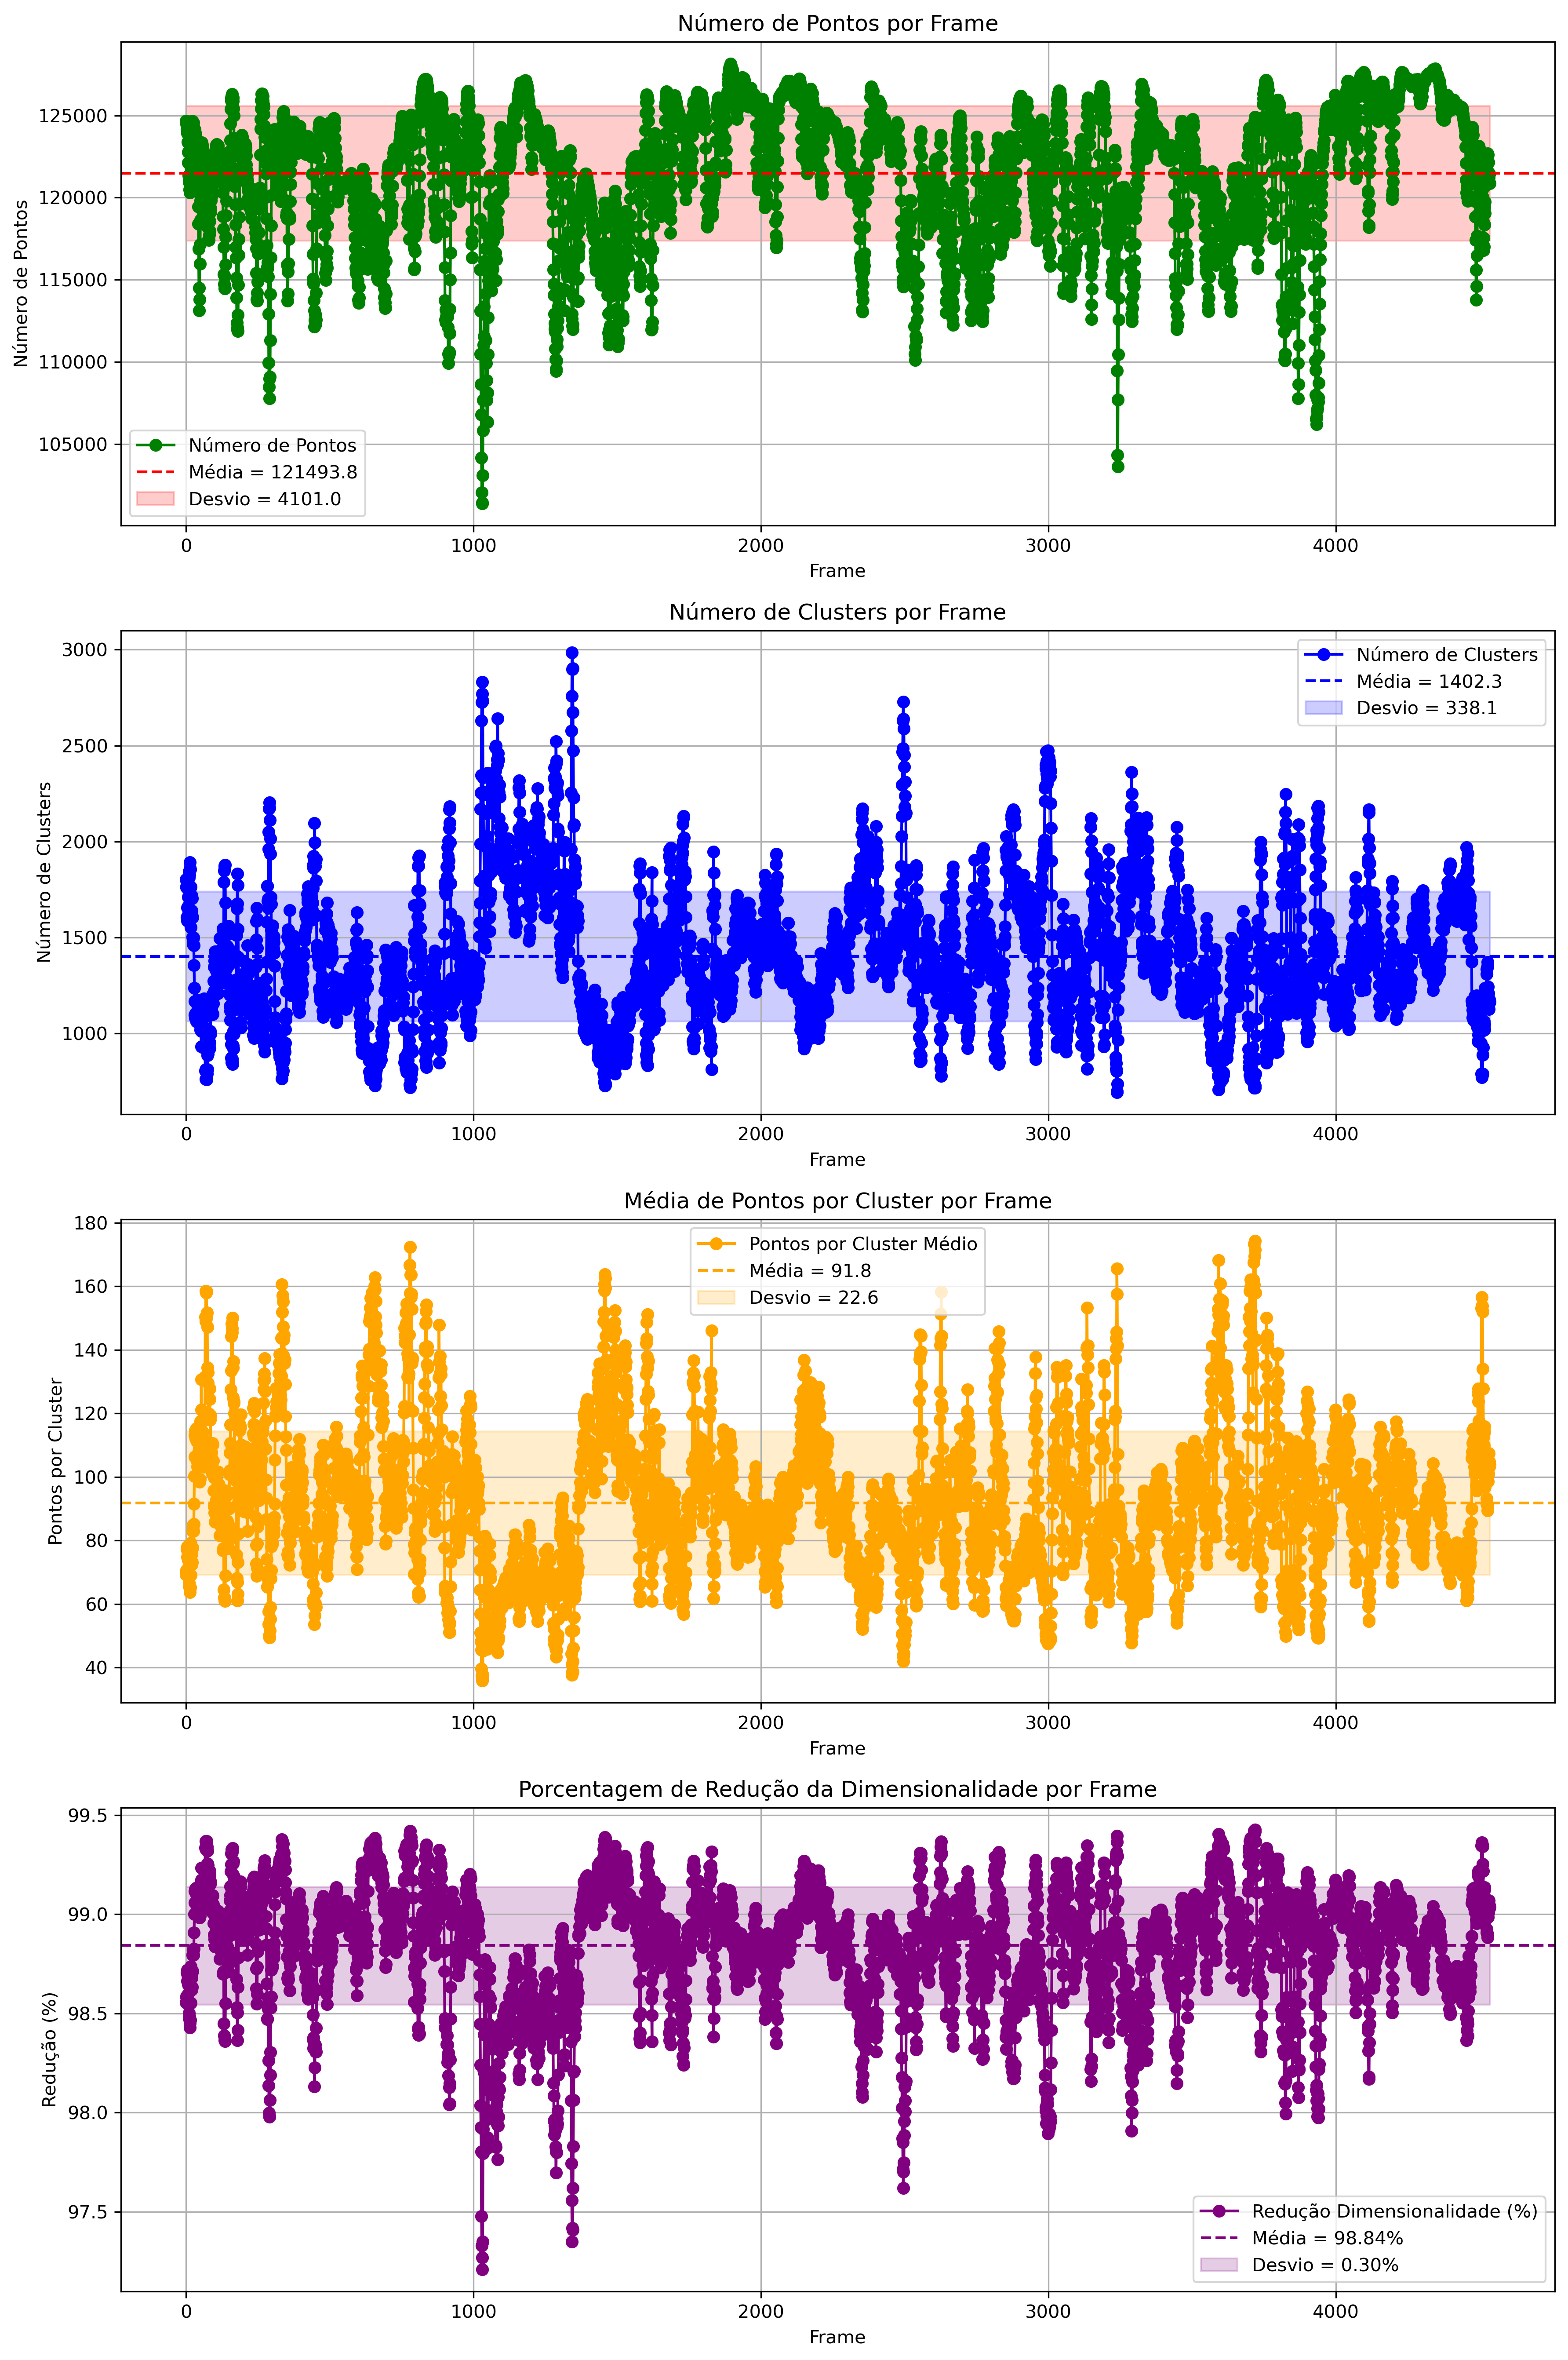 Número de Pontos por Frame
Número de Pontos
125000
120000
115000
110000
105000
Número de Pontos
Média = 121493.8
Desvio = 4101.0
0 1000 2000 3000 4000
Frame
Número de Clusters por Frame
Número de Clusters
3000
2500
2000
1500
1000
Número de Clusters
Média = 1402.3
Desvio = 338.1
0 1000 2000 3000 4000
Frame
Média de Pontos por Cluster por Frame
Pontos por Cluster
180
160
140
120
100
80
60
40
Pontos por Cluster Médio
Média = 91.8
Desvio = 22.6
0 1000 2000 3000 4000
Frame
Porcentagem de Redução da Dimensionalidade por Frame
Redução (%)
99.5
99.0
98.5
98.0
97.5
Redução Dimensionalidade (%)
Média = 98.84%
Desvio = 0.30%
0 1000 2000 3000 4000
Frame